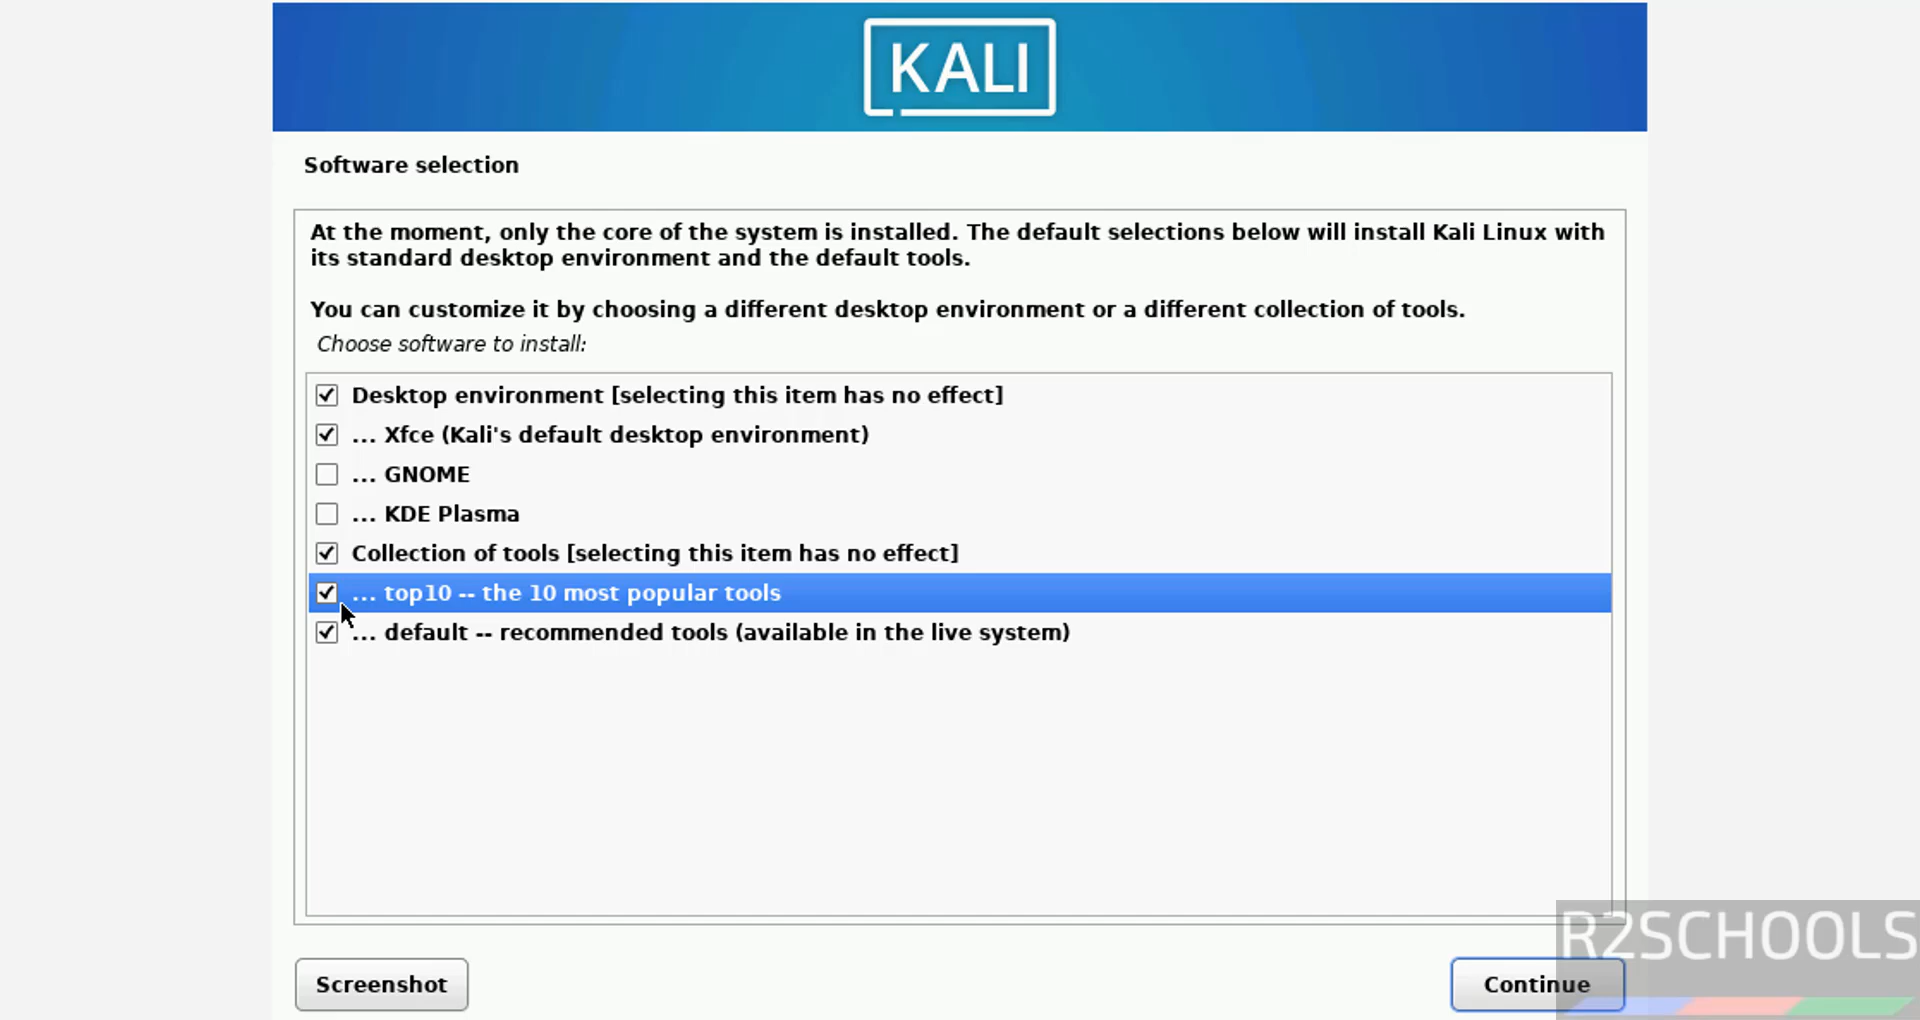 KALI
Software selection
At the moment, only the core of the system is installed. The default selections below will install Kali Linux with
its standard desktop environment and the default tools.
You can customize it by choosing a different desktop environment or a different collection of tools.
Choose software to install:
Desktop environment [selecting this item has no effect]
... Xfce (Kali's default desktop environment)
... GNOME
... KDE Plasma
Collection of tools [selecting this item has no effect]
... top10 -- the 10 most popular tools
... default -- recommended tools (available in the live system)
R2SCHOOLS
Screenshot
Continue